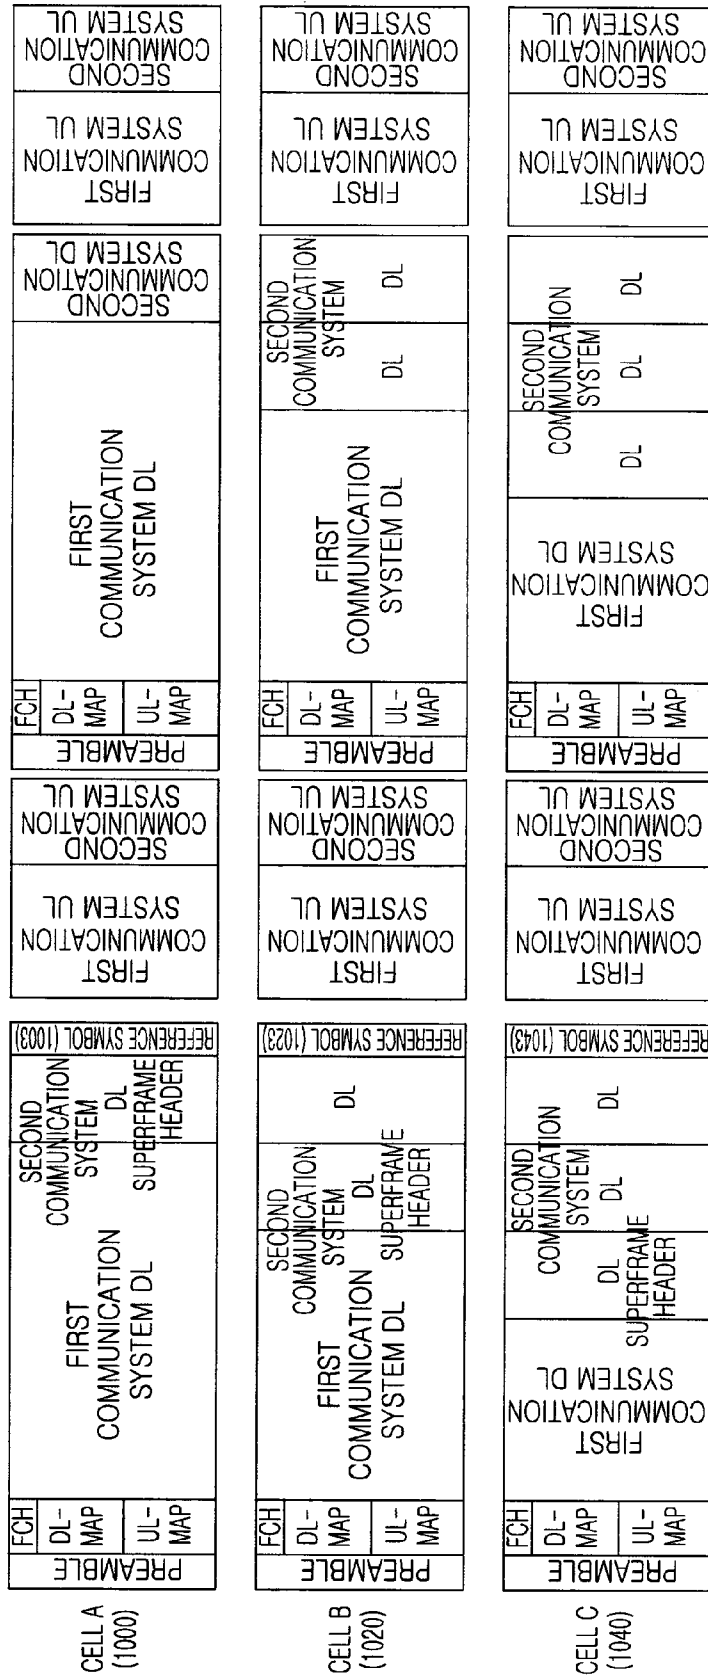 CELL A
(1000)
PREAMBLE
FCH
DL-
MAP
UL-
MAP
FIRST
COMMUNICATION
SYSTEM DL
SECOND
COMMUNICATION
SYSTEM
DL
SUPERFRAME
HEADER
REFERENCE SYMBOL (1003)
FIRST
COMMUNICATION
SYSTEM UL
SECOND
COMMUNICATION
SYSTEM UL
PREAMBLE
FCH
DL-
MAP
UL-
MAP
FIRST
COMMUNICATION
SYSTEM DL
SECOND
COMMUNICATION
SYSTEM DL
FIRST
COMMUNICATION
SYSTEM UL
SECOND
COMMUNICATION
SYSTEM UL
CELL B
(1020)
PREAMBLE
FCH
DL-
MAP
UL-
MAP
FIRST
COMMUNICATION
SYSTEM DL
SECOND
COMMUNICATION
SYSTEM
DL
SUPERFRAME
HEADER
DL
REFERENCE SYMBOL (1023)
FIRST
COMMUNICATION
SYSTEM UL
SECOND
COMMUNICATION
SYSTEM UL
PREAMBLE
FCH
DL-
MAP
UL-
MAP
FIRST
COMMUNICATION
SYSTEM DL
SECOND
COMMUNICATION
SYSTEM
DL
DL
FIRST
COMMUNICATION
SYSTEM UL
SECOND
COMMUNICATION
SYSTEM UL
CELL C
(1040)
PREAMBLE
FCH
DL-
MAP
UL-
MAP
FIRST
COMMUNICATION
SYSTEM DL
SECOND
COMMUNICATION
SYSTEM
DL
SUPERFRAME
HEADER
DL
DL
REFERENCE SYMBOL (1043)
FIRST
COMMUNICATION
SYSTEM UL
SECOND
COMMUNICATION
SYSTEM UL
PREAMBLE
FCH
DL-
MAP
UL-
MAP
FIRST
COMMUNICATION
SYSTEM DL
SECOND
COMMUNICATION
SYSTEM
DL
DL
DL
FIRST
COMMUNICATION
SYSTEM UL
SECOND
COMMUNICATION
SYSTEM UL